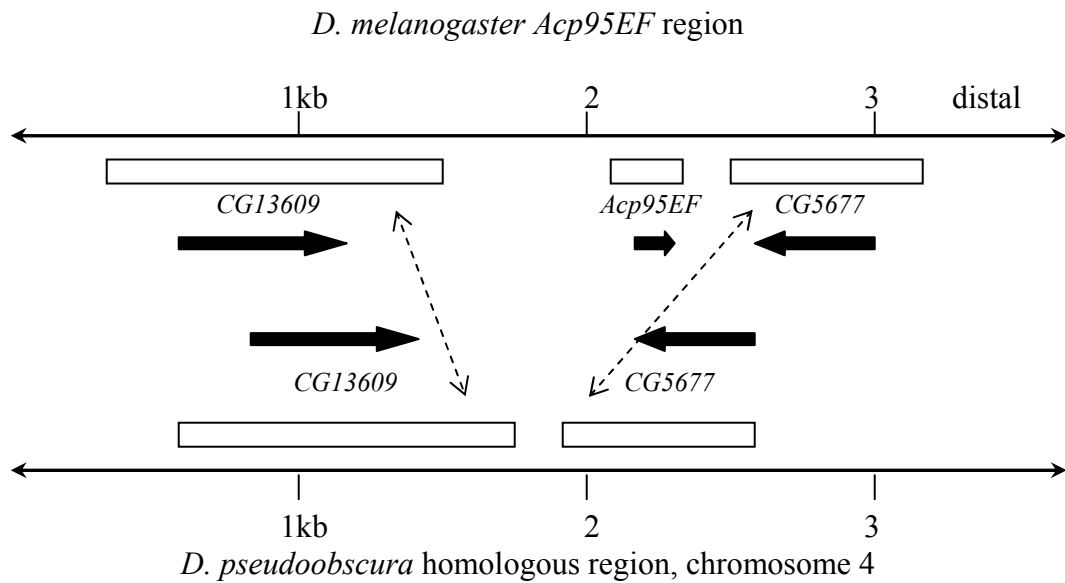 D. melanogaster Acp95EF region
1kb 2 3 distal
CG13609 Acp95EF CG5677
CG13609 CG5677
1kb 2 3
D. pseudoobscura homologous region, chromosome 4